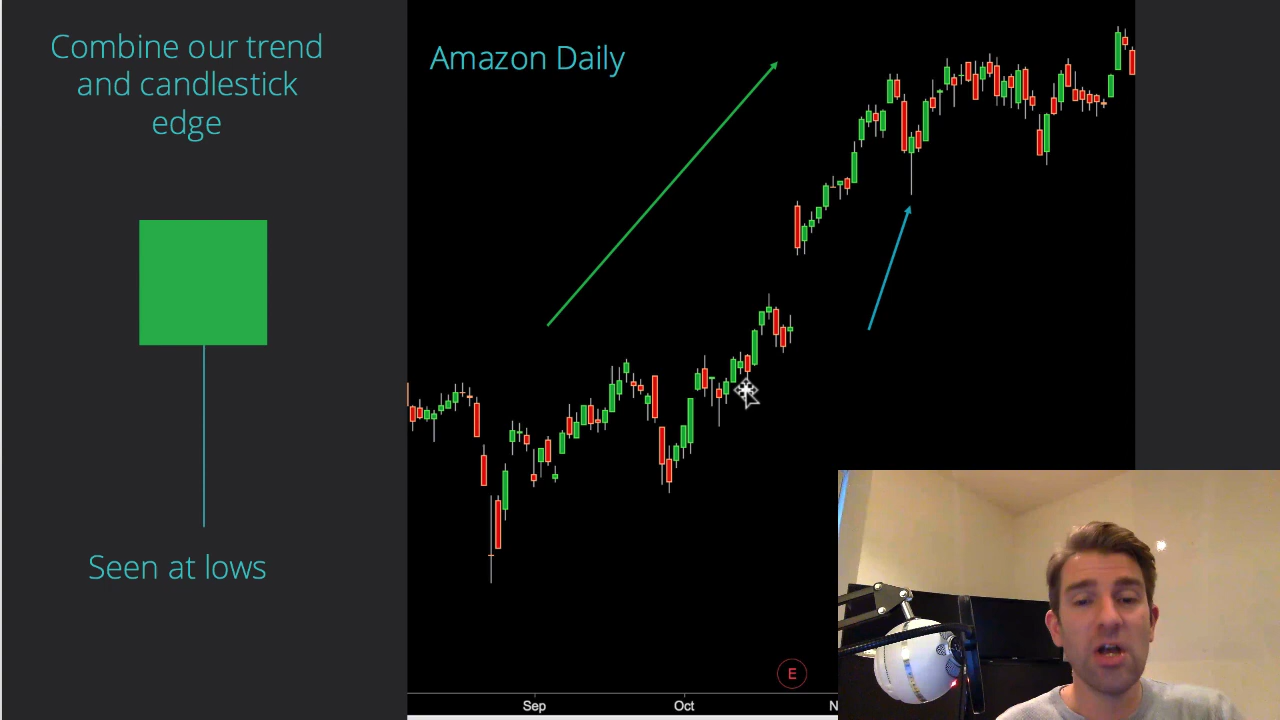 Combine our trend
and candlestick
edge
Amazon Daily
Seen at lows
E
Sep
Oct
N